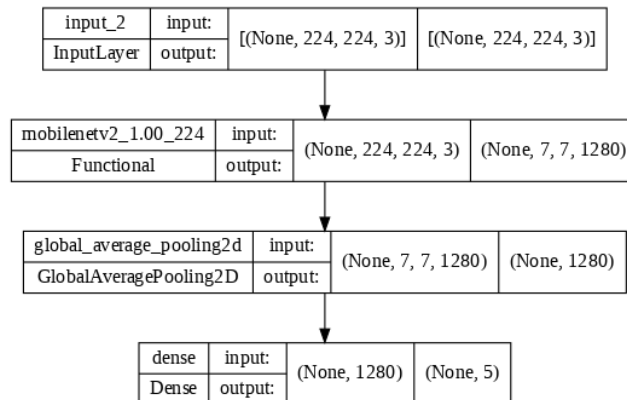 input_2 input: [(None, 224, 224, 3)] [(None, 224, 224, 3)]
InputLayer output:
mobilenetv2_1.00_224 input: (None, 224, 224, 3) (None, 7, 7, 1280)
Functional output:
global_average_pooling2d input: (None, 7, 7, 1280) (None, 1280)
GlobalAveragePooling2D output:
dense input: (None, 1280) (None, 5)
Dense output: